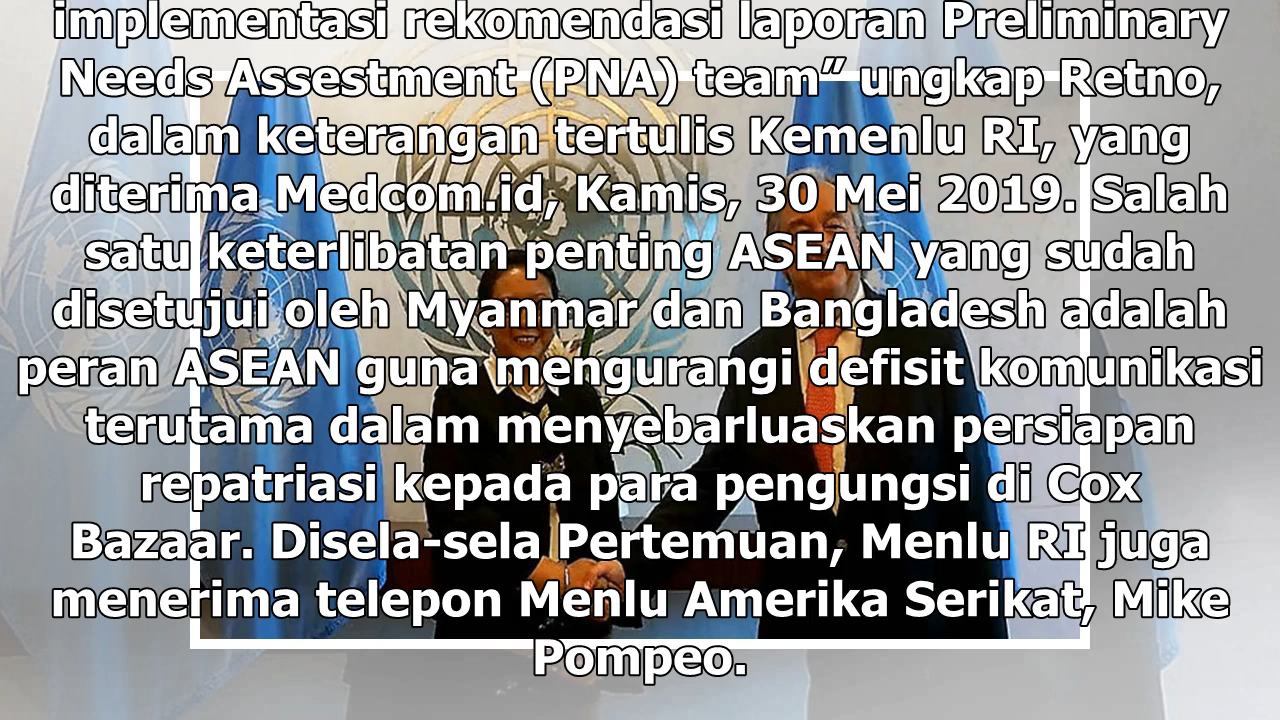 implementasi rekomendasi laporan Preliminary
Needs Assestment (PNA) team” ungkap Retno,
dalam keterangan tertulis Kemenlu RI, yang
diterima Medcom.id, Kamis, 30 Mei 2019. Salah
satu keterlibatan penting ASEAN yang sudah
disetujui oleh Myanmar dan Bangladesh adalah
peran ASEAN guna mengurangi defisit komunikasi
terutama dalam menyebarluaskan persiapan
repatriasi kepada para pengungsi di Cox
Bazaar. Disela-sela Pertemuan, Menlu RI juga
menerima telepon Menlu Amerika Serikat, Mike
Pompeo.